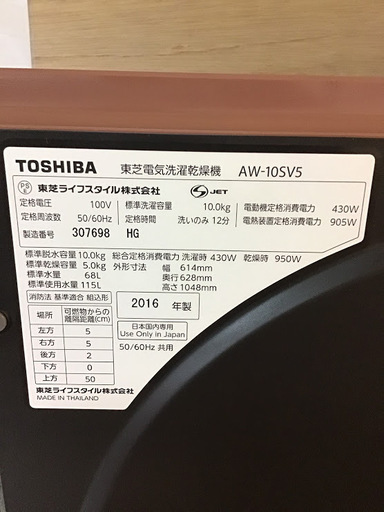 TOSHIBA 東芝電気洗濯乾燥機 AW-10SV5
PS E 東芝ライフスタイル株式会社 S JET
定格電圧 100V 標準洗濯容量 10.0kg 電動機定格消費電力 430W
定格周波数 50/60Hz 定格時間 洗いのみ 12分 電熱装置定格消費電力 905W
製造番号 307698 HG
標準脱水容量 10.0kg 総合定格消費電力 洗濯時 430W 乾燥時 950W
標準乾燥容量 5.0kg 外形寸法 幅 614mm
標準水量 68L 奥行 628mm
標準使用水量 115L 高さ 1048mm
消防法 基準適合 組込形
場所 可燃物からの離隔距離(cm)
左方 5
右方 5
後方 2
下方 0
上方 50
2016 年製
日本国内専用
Use Only in Japan
50/60Hz 共用
東芝ライフスタイル株式会社
MADE IN THAILAND